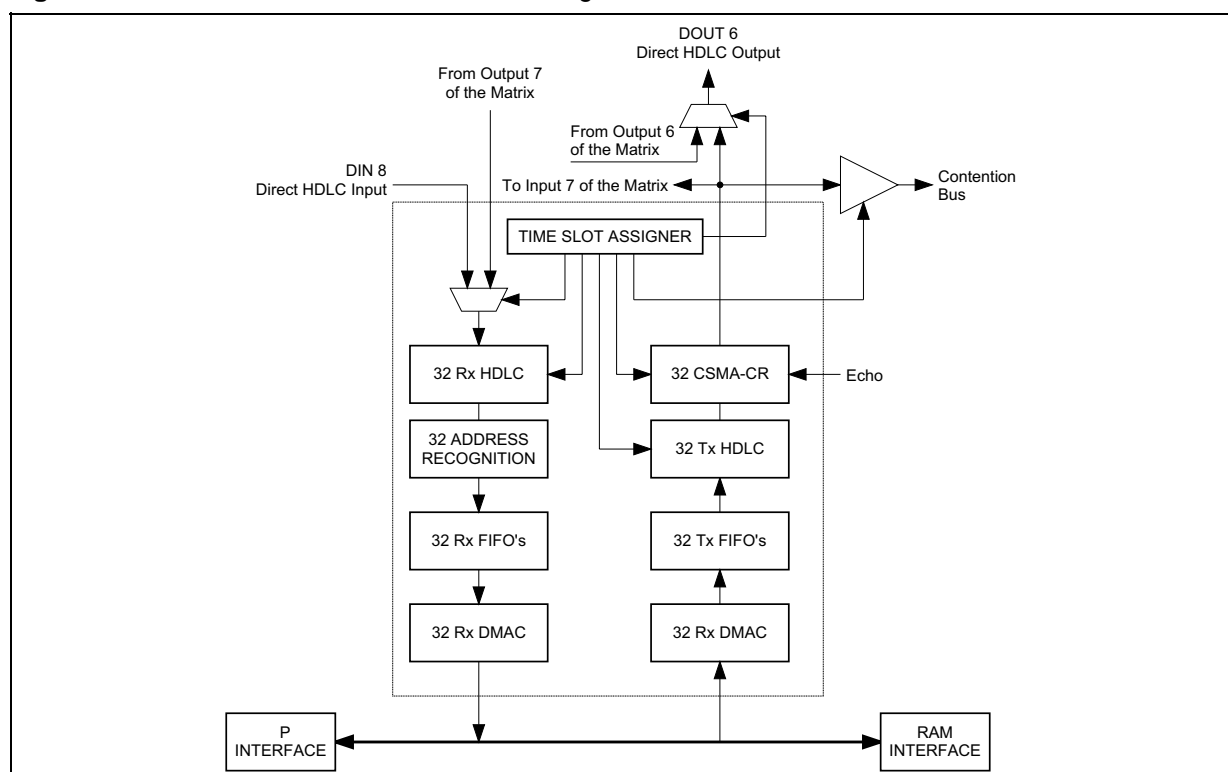 DOUT 6
Direct HDLC Output
From Output 7
of the Matrix
From Output 6
of the Matrix
DIN 8
Direct HDLC Input
To Input 7 of the Matrix
Contention
Bus
TIME SLOT ASSIGNER
32 Rx HDLC
32 CSMA-CR
Echo
32 ADDRESS
RECOGNITION
32 Tx HDLC
32 Rx FIFO's
32 Tx FIFO's
32 Rx DMAC
32 Rx DMAC
P
INTERFACE
RAM
INTERFACE